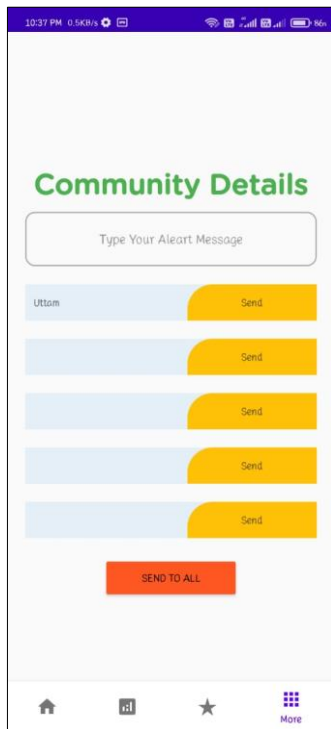 10:37 PM 0,5KB/s 86%
Community Details
Type Your Aleart Message
Uttam Send
Send
Send
Send
Send
SEND TO ALL
More